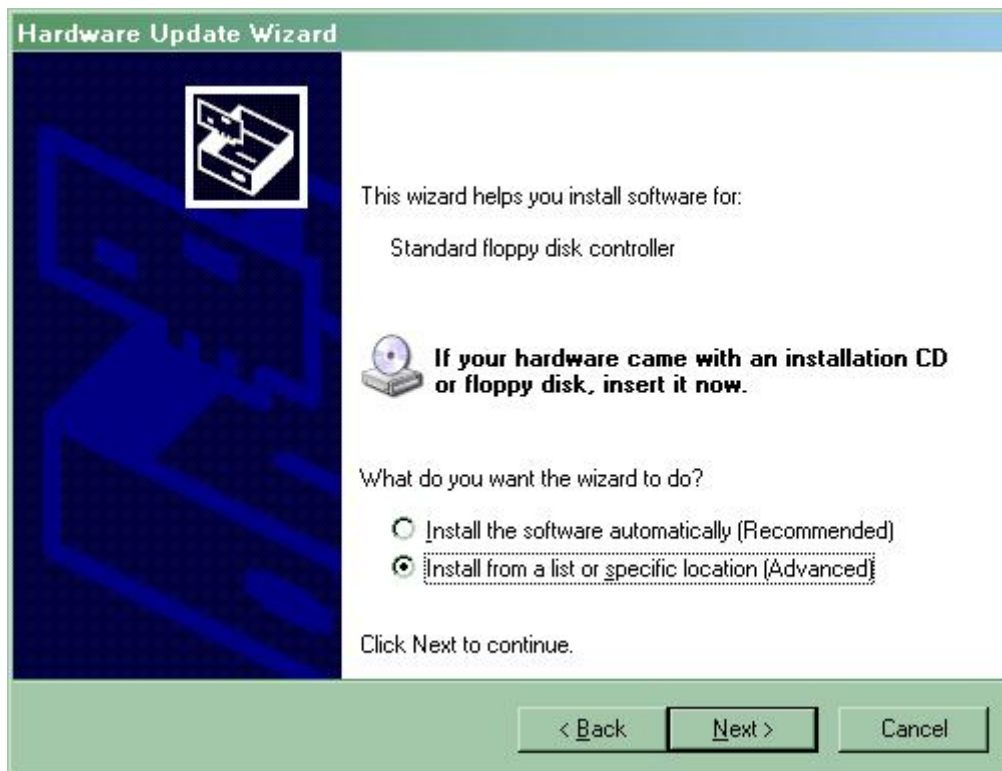 Hardware Update Wizard
This wizard helps you install software for:
Standard floppy disk controller
If your hardware came with an installation CD
or floppy disk, insert it now.
What do you want the wizard to do?
Install the software automatically (Recommended)
Install from a list or specific location (Advanced)
Click Next to continue.
< Back Next > Cancel